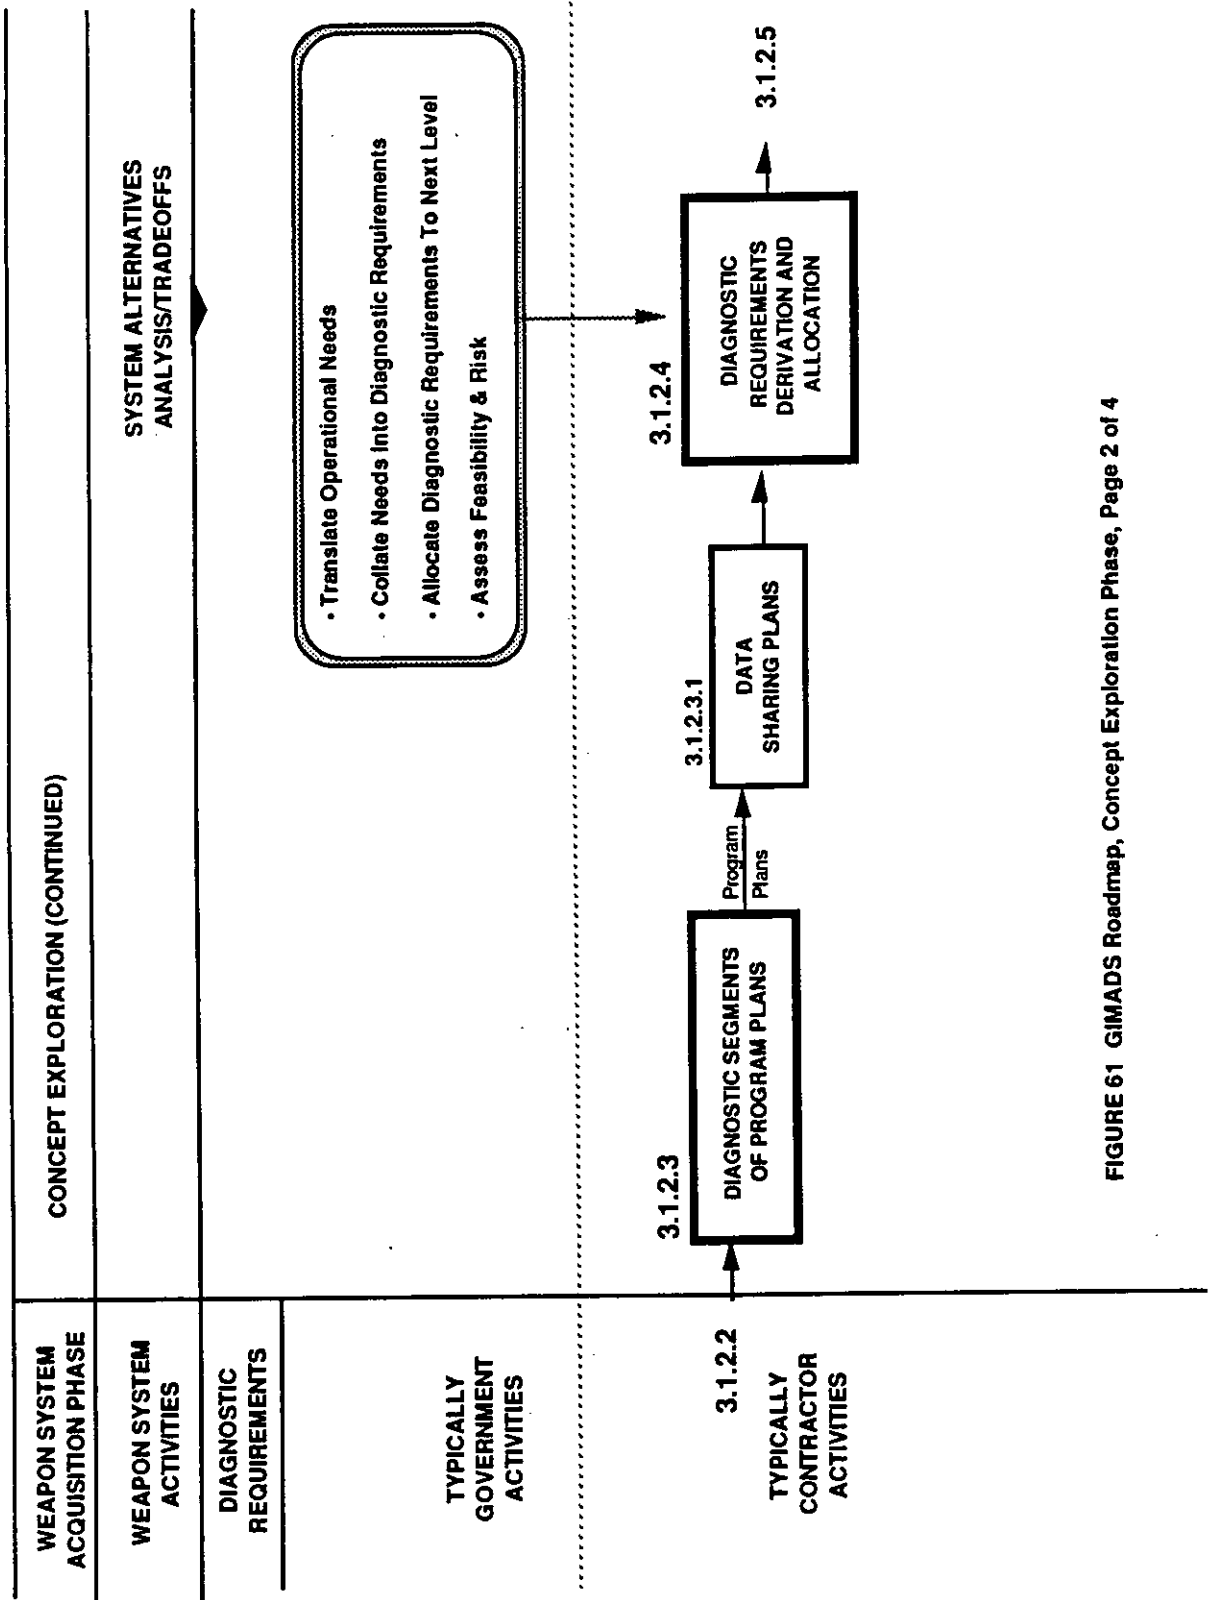 WEAPON SYSTEM
ACQUISITION PHASE
CONCEPT EXPLORATION (CONTINUED)
WEAPON SYSTEM
ACTIVITIES
SYSTEM ALTERNATIVES
ANALYSIS/TRADEOFFS
DIAGNOSTIC
REQUIREMENTS
TYPICALLY
GOVERNMENT
ACTIVITIES
• Translate Operational Needs
• Collate Needs Into Diagnostic Requirements
• Allocate Diagnostic Requirements To Next Level
• Assess Feasibility & Risk
TYPICALLY
CONTRACTOR
ACTIVITIES
3.1.2.2
3.1.2.3
DIAGNOSTIC SEGMENTS
OF PROGRAM PLANS
Program
Plans
3.1.2.3.1
DATA
SHARING PLANS
3.1.2.4
DIAGNOSTIC
REQUIREMENTS
DERIVATION AND
ALLOCATION
3.1.2.5
FIGURE 61 GIMADS Roadmap, Concept Exploration Phase, Page 2 of 4